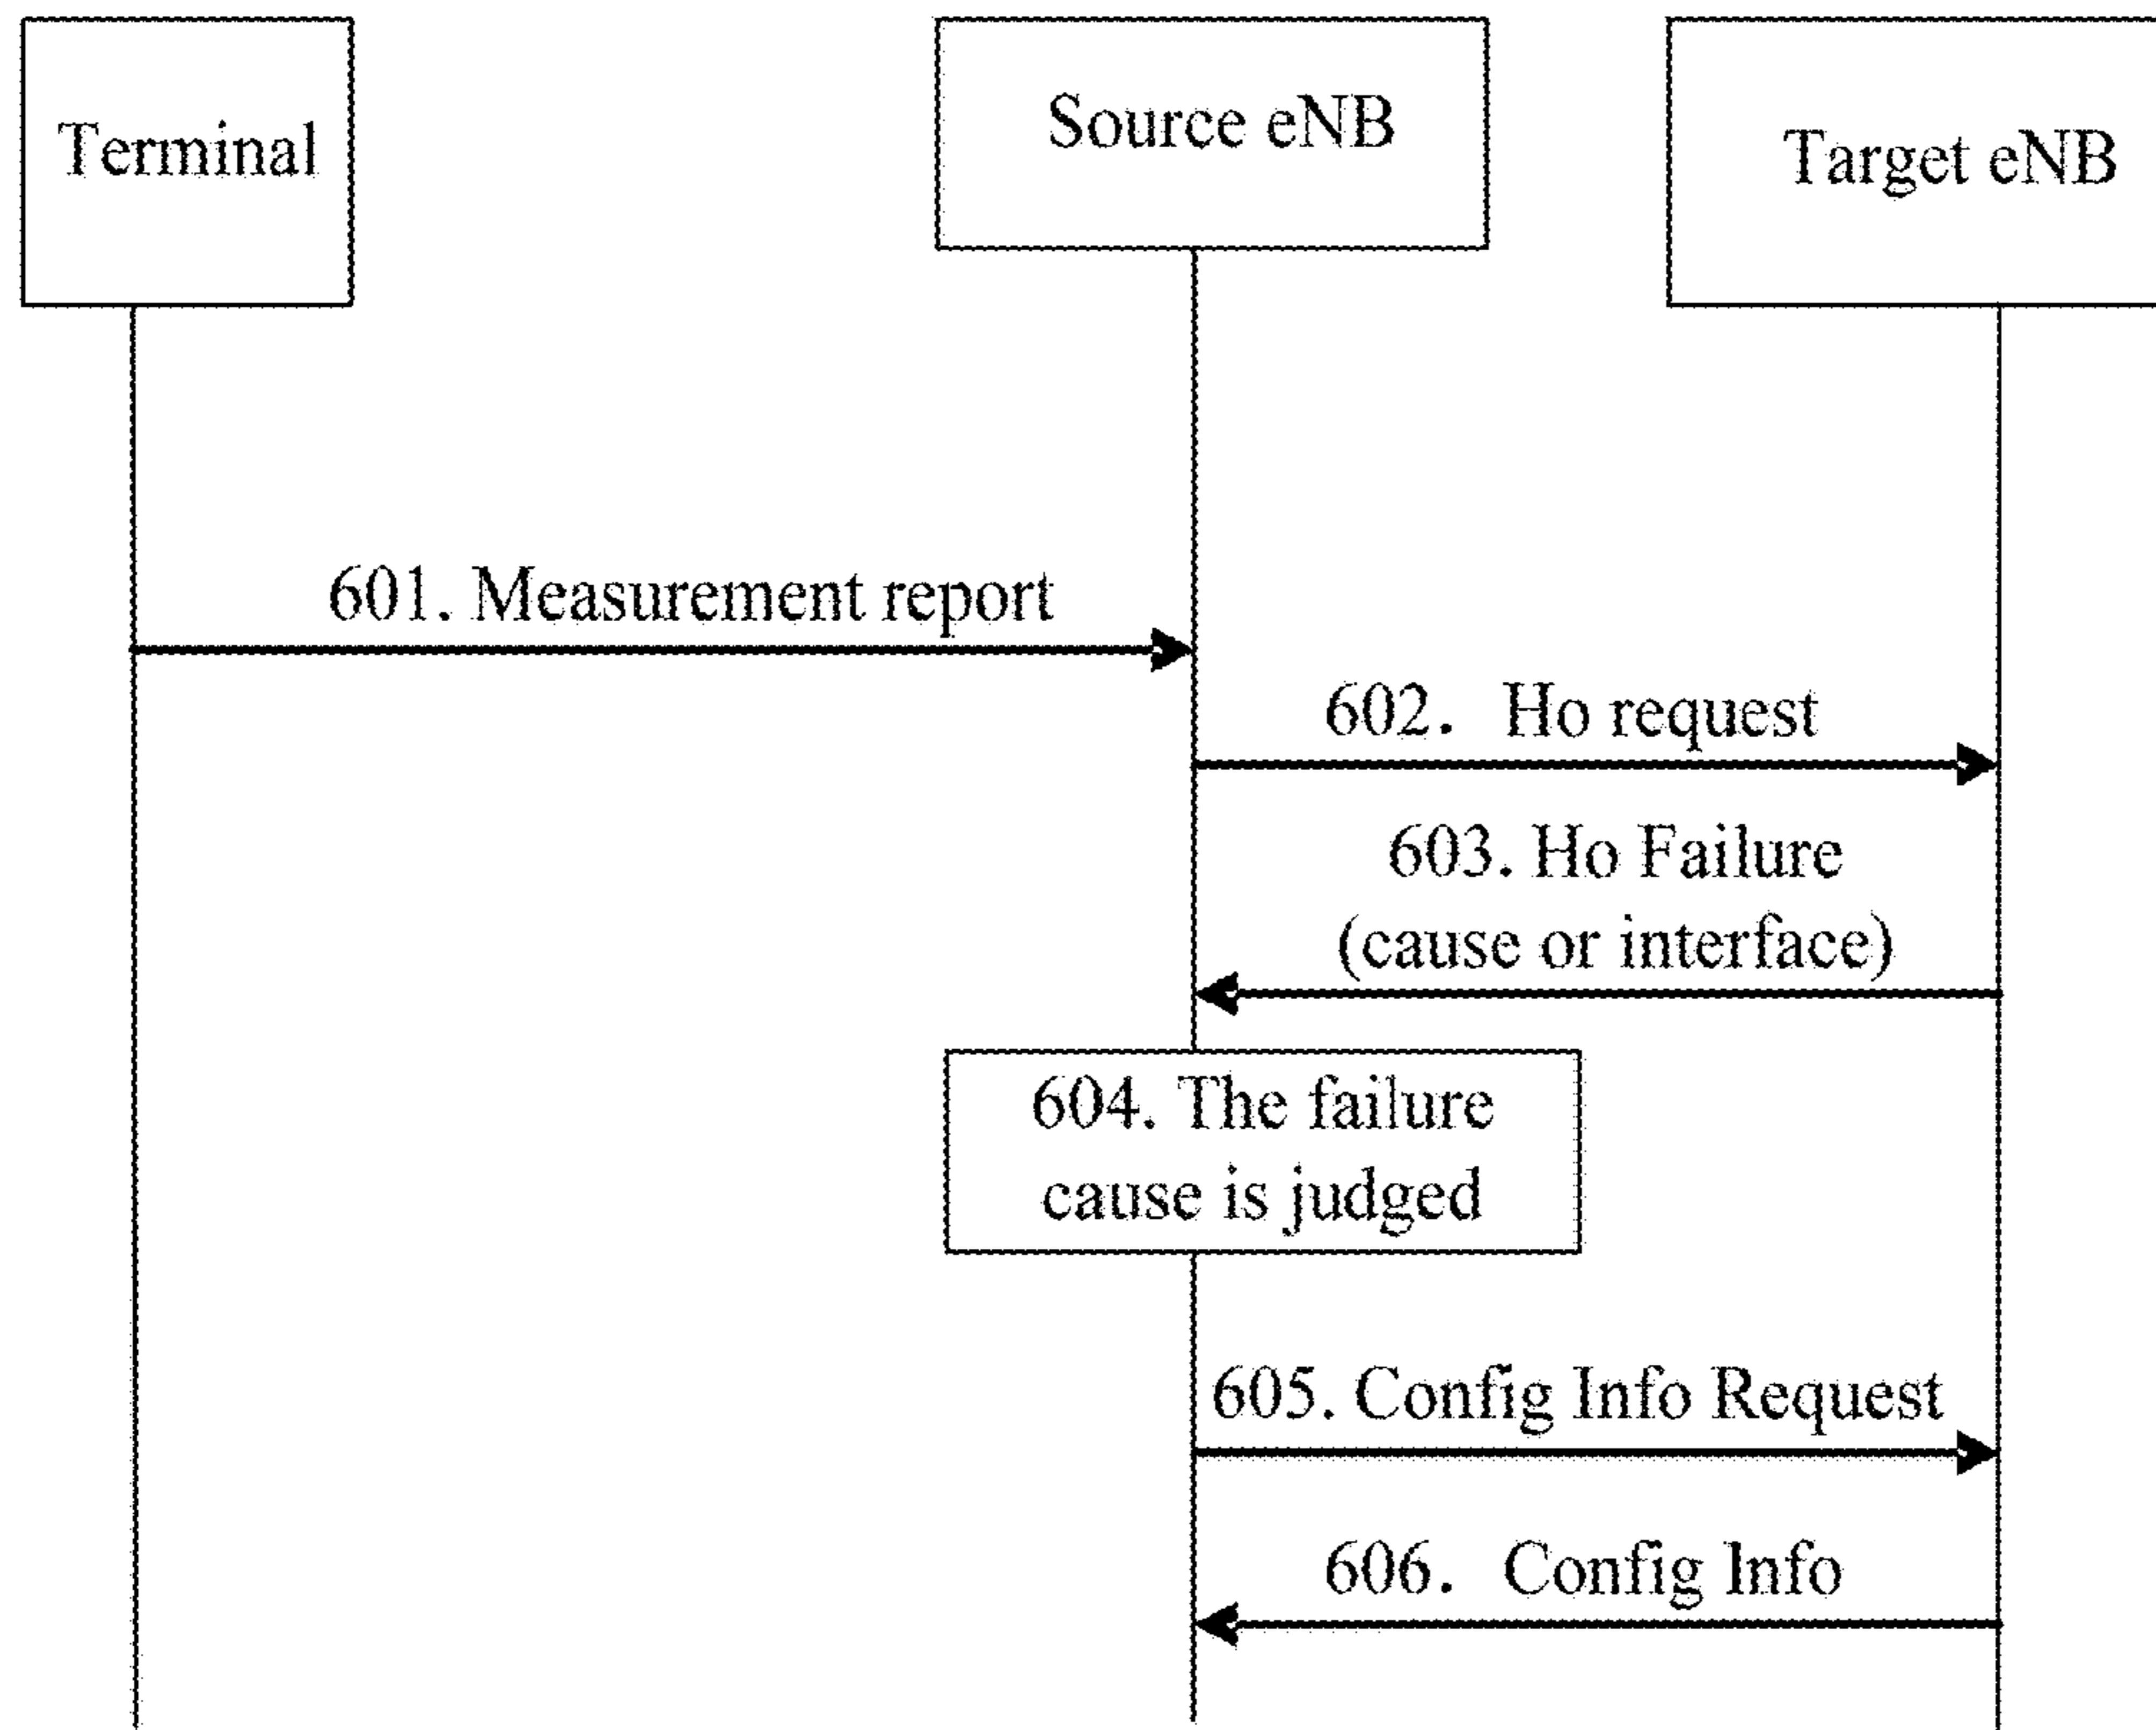 Terminal
Source eNB
Target eNB
601. Measurement report
602. Ho request
603. Ho Failure
(cause or interface)
604. The failure
cause is judged
605. Config Info Request
606. Config Info